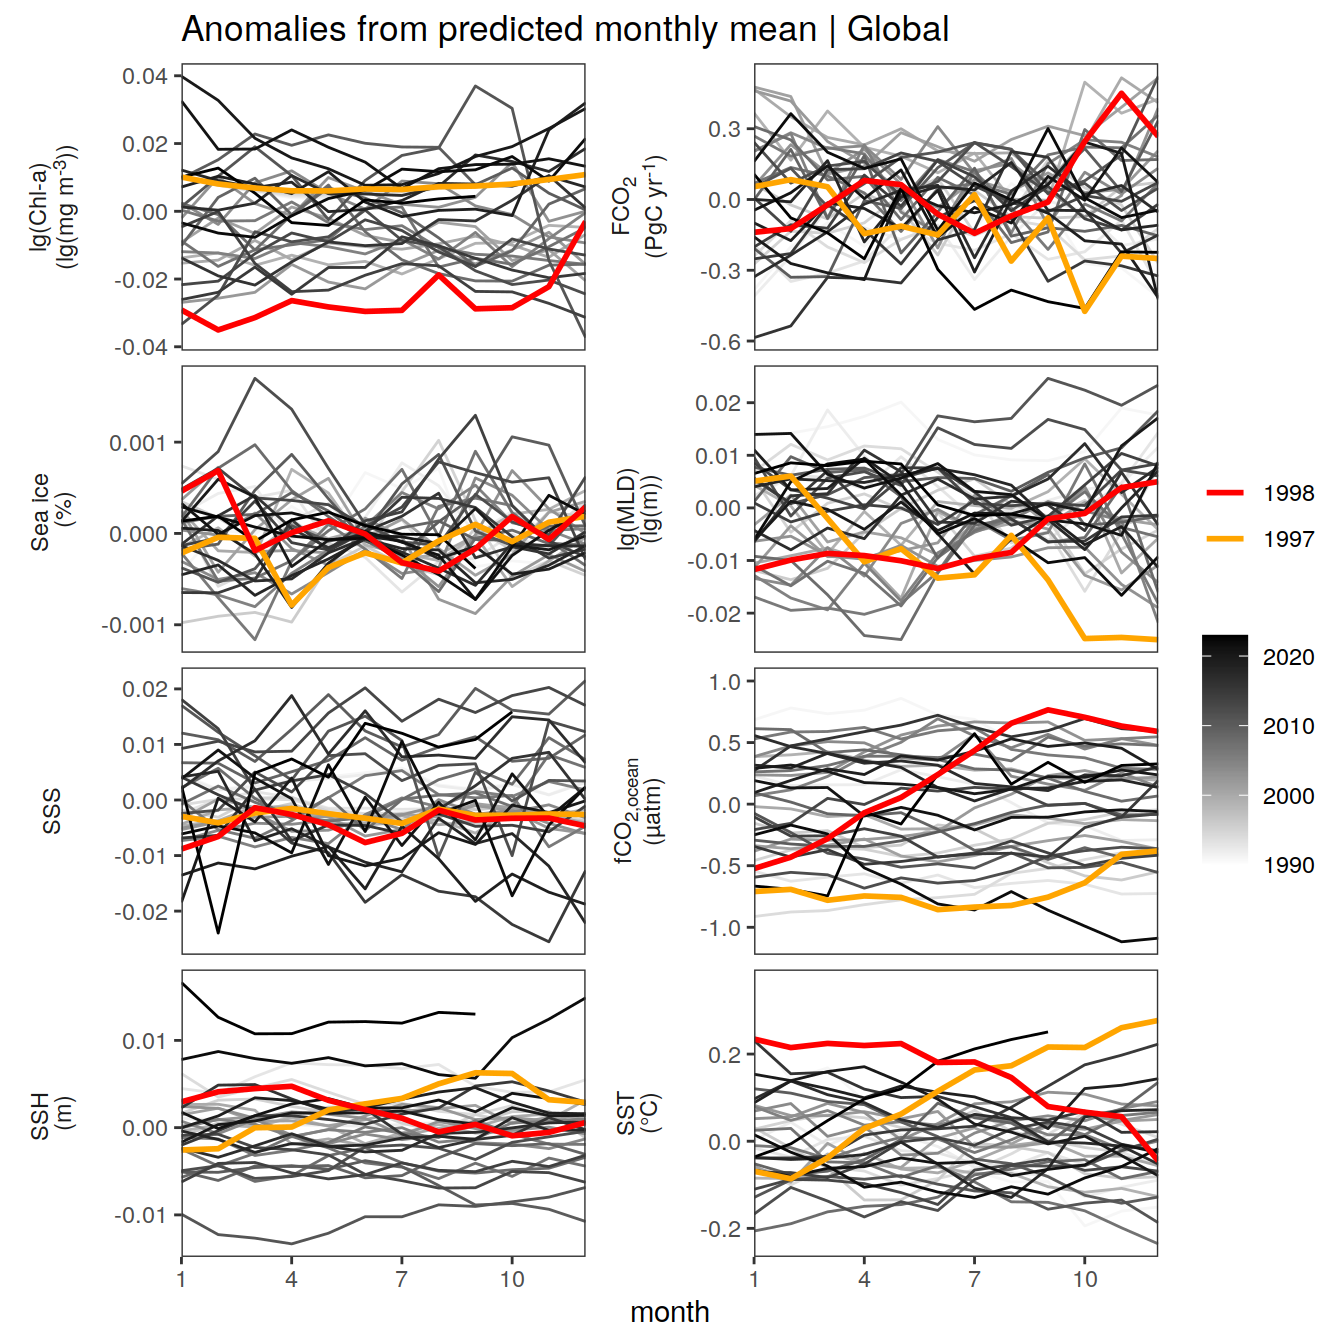 Anomalies from predicted monthly mean | Global
lg(Chl-a)
(lg(mg m⁻³))
0.04
0.02
0.00
-0.02
-0.04
FCO₂
(PgC yr⁻¹)
0.3
0.0
-0.3
-0.6
Sea ice
(%)
0.001
0.000
-0.001
lg(MLD)
(lg(m))
0.02
0.01
0.00
-0.01
-0.02
SSS
0.02
0.01
0.00
-0.01
-0.02
fCO₂,ocean
(µatm)
1.0
0.5
0.0
-0.5
-1.0
SSH
(m)
0.01
0.00
-0.01
SST
(°C)
0.2
0.0
-0.2
1 4 7 10
1 4 7 10
month
1998
1997
2020
2010
2000
1990